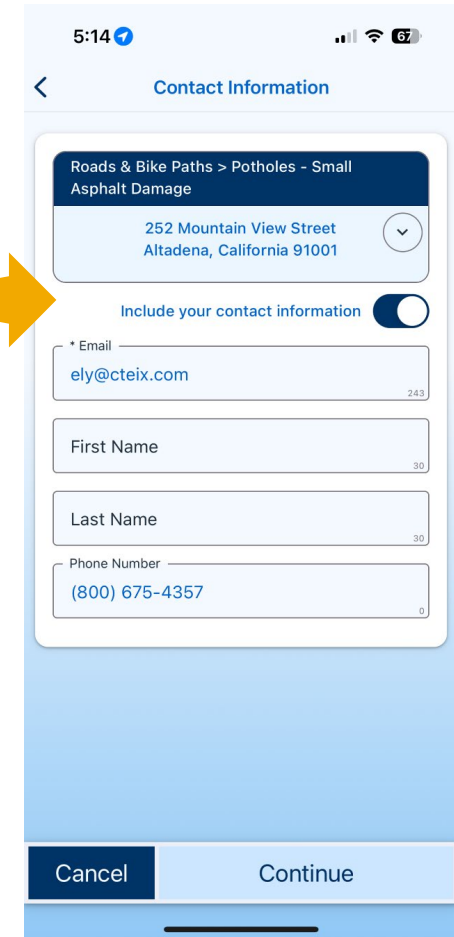 5:14
67
Contact Information
Roads & Bike Paths > Potholes - Small
Asphalt Damage
252 Mountain View Street
Altadena, California 91001
Include your contact information
* Email
ely@cteix.com
243
First Name
30
Last Name
30
Phone Number
(800) 675-4357
0
Cancel
Continue